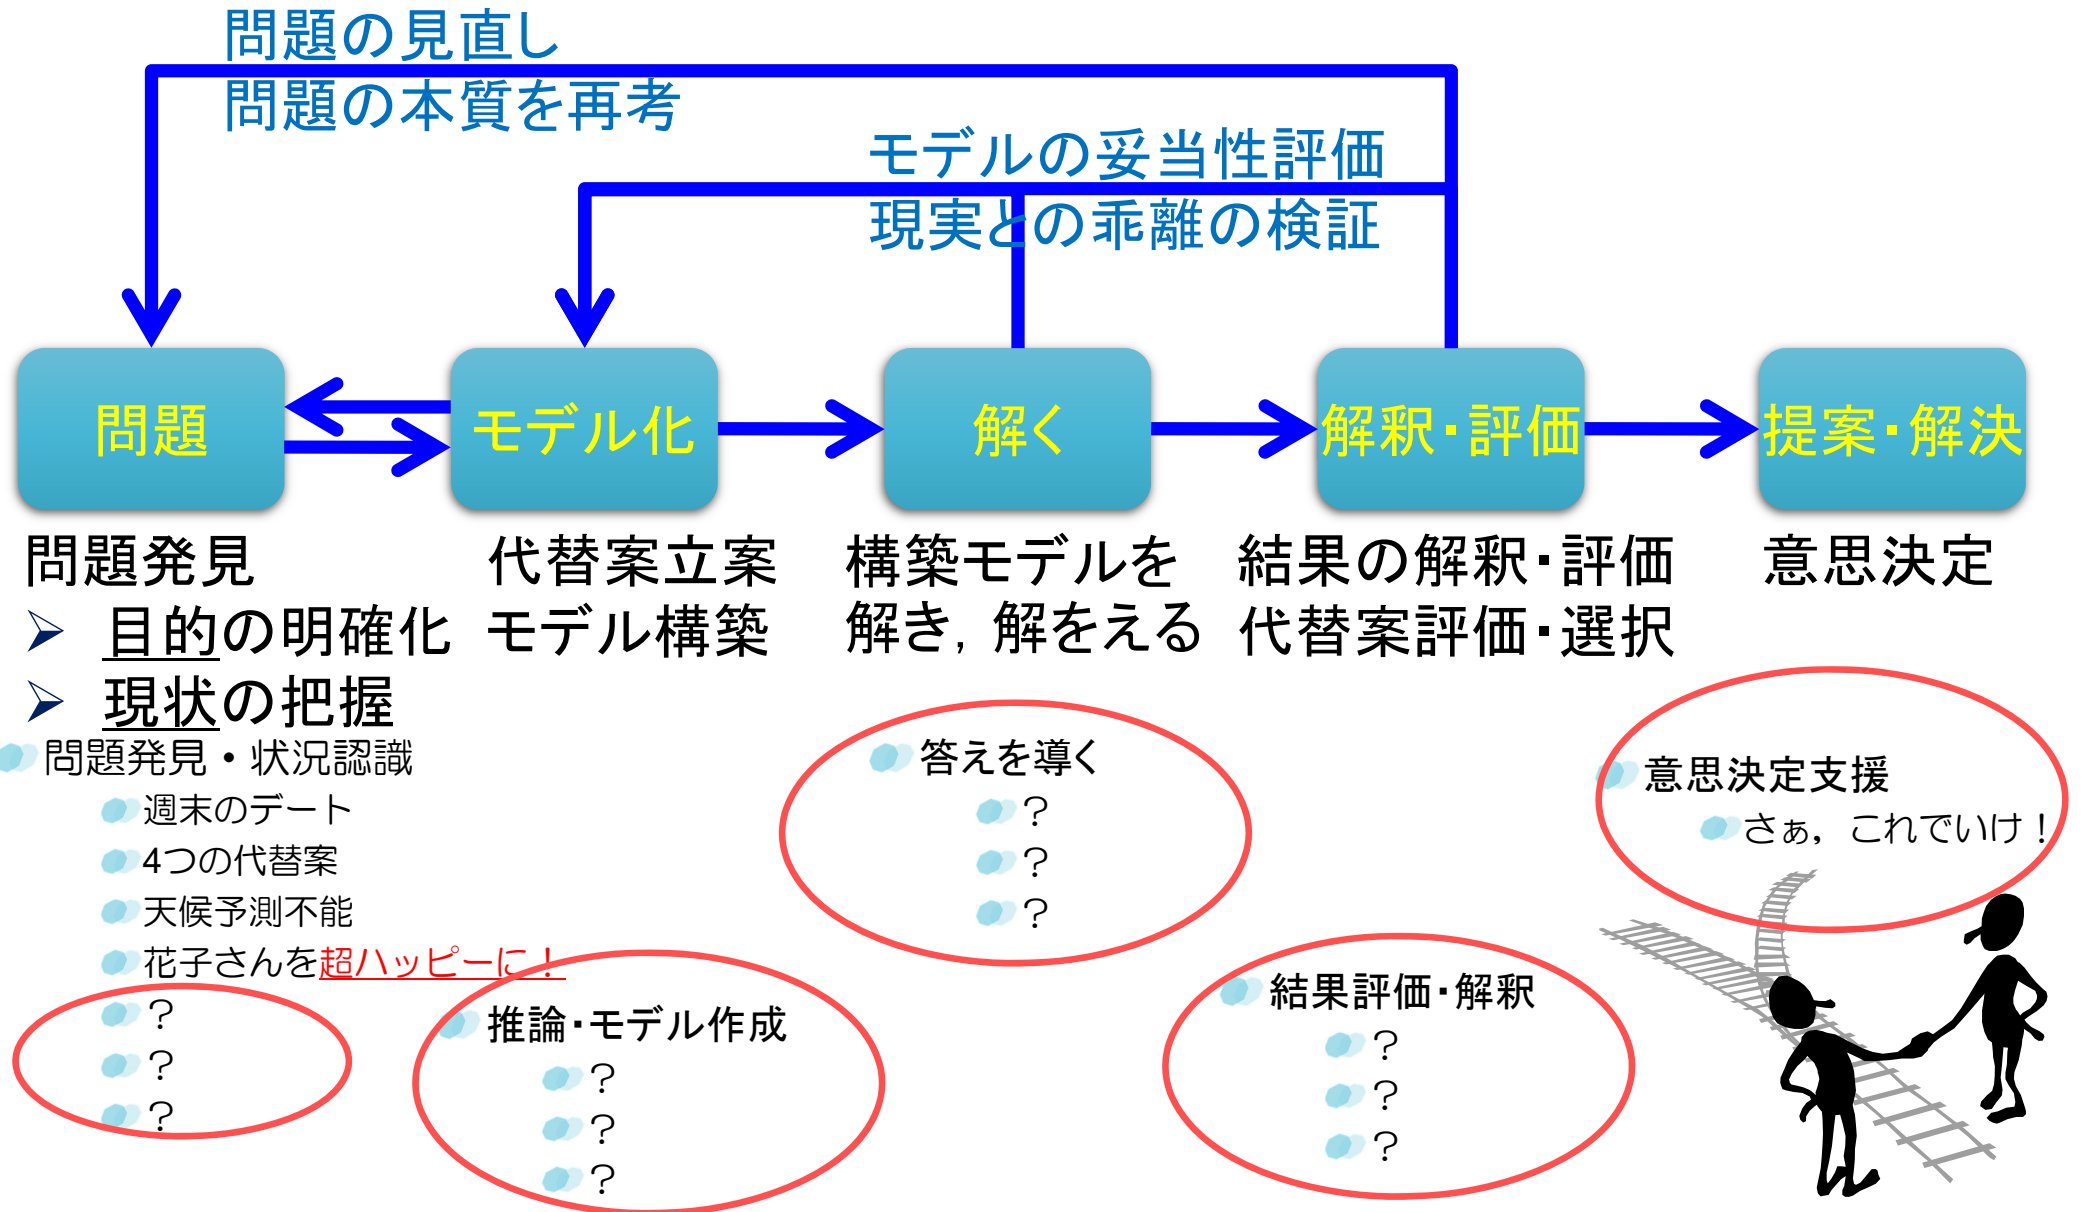 問題の見直し
問題の本質を再考
モデルの妥当性評価
現実との乖離の検証
問題
モデル化
解く
解釈・評価
提案・解決
問題発見
目的の明確化
現状の把握
代替案立案
モデル構築
構築モデルを
解き，解をえる
結果の解釈・評価
代替案評価・選択
意思決定
問題発見・状況認識
週末のデート
4つの代替案
天候予測不能
花子さんを超ハッピーに！
？
？
？
推論・モデル作成
？
？
？
答えを導く
？
？
？
結果評価・解釈
？
？
？
意思決定支援
さぁ，これでいけ！